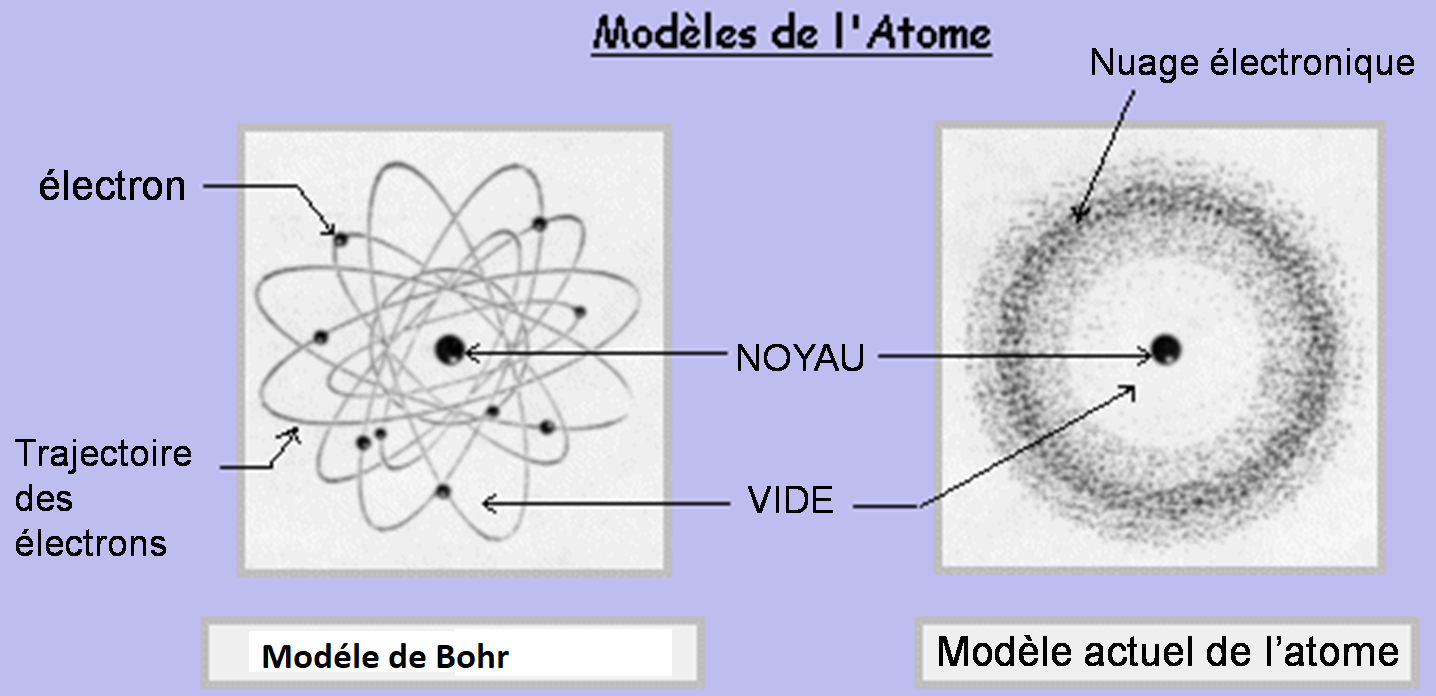 Modèles de l'Atome
Nuage électronique
électron
NOYAU
Trajectoire
des
électrons
VIDE
Modéle de Bohr
Modèle actuel de l’atome